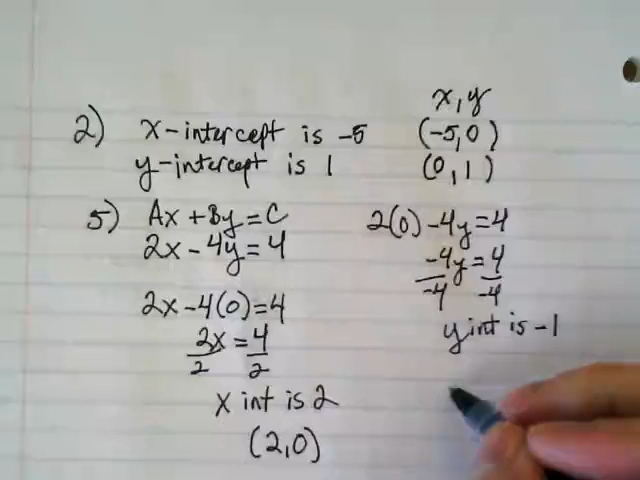 x, y
2) x-intercept is -5 (-5,0)
y-intercept is 1 (0,1)
5) Ax + By = C
2x - 4y = 4
2x - 4(0) = 4
2x = 4
2 2
x int is 2
(2,0)
2(0) - 4y = 4
-4y = 4
-4 -4
y int is -1